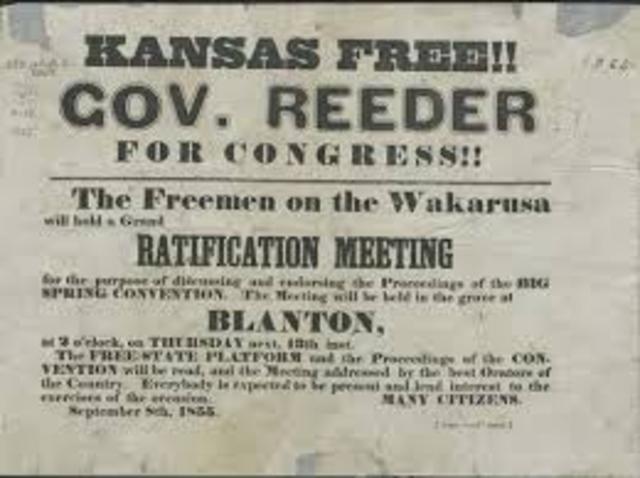 KANSAS FREE!!
GOV. REEDER
FOR CONGRESS!!
The Freemen on the Wakarusa
will hold a Grand
RATIFICATION MEETING
for the purpose of discussing and endorsing the Proceedings of the BIG
SPRING CONVENTION. The Meeting will be held in the grove at
BLANTON,
at 2 o'clock, on THURSDAY next, 13th inst.
The FREE-STATE PLATFORM and the Proceedings of the CON-
VENTION will be read, and the Meeting addressed by the best Orators of
the Country. Everybody is expected to be present and lend interest to the
exercises of the occasion. MANY CITIZENS.
September 8th, 1855.